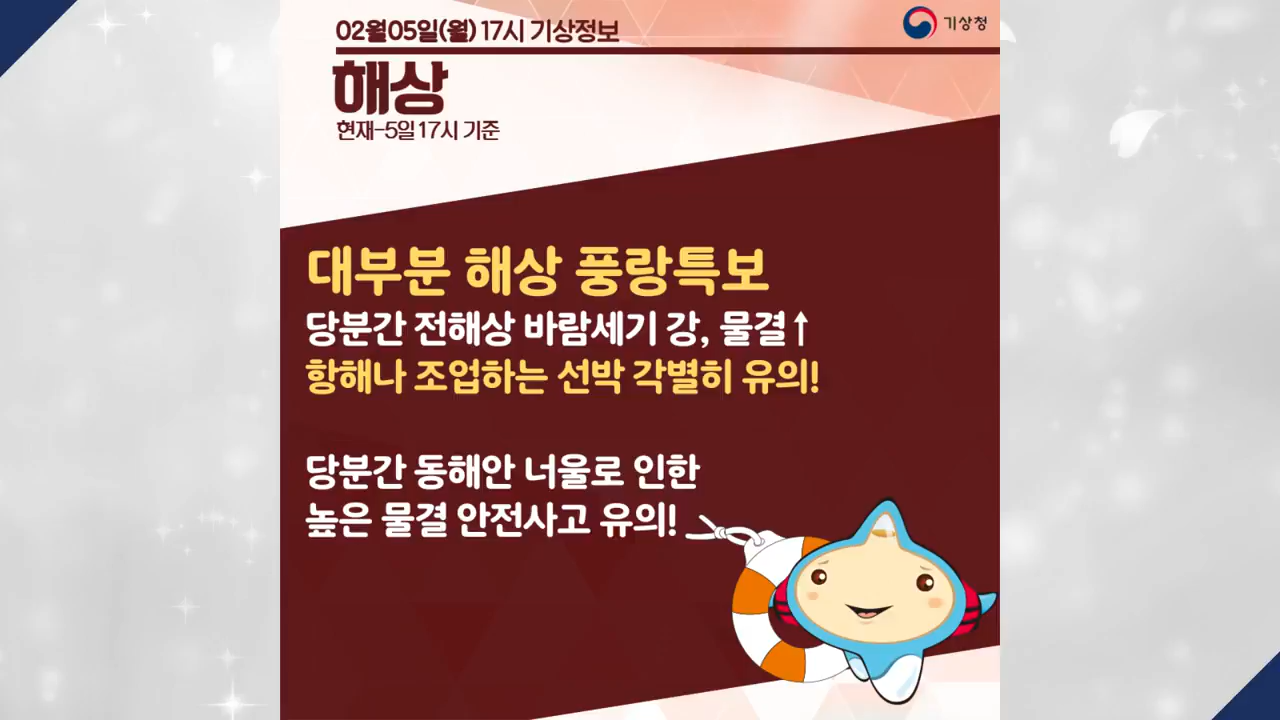 02월05일(월) 17시 기상정보
기상청
해상
현재-5일 17시 기준
대부분 해상 풍랑특보
당분간 전해상 바람세기 강, 물결↑
항해나 조업하는 선박 각별히 유의!
당분간 동해안 너울로 인한
높은 물결 안전사고 유의!